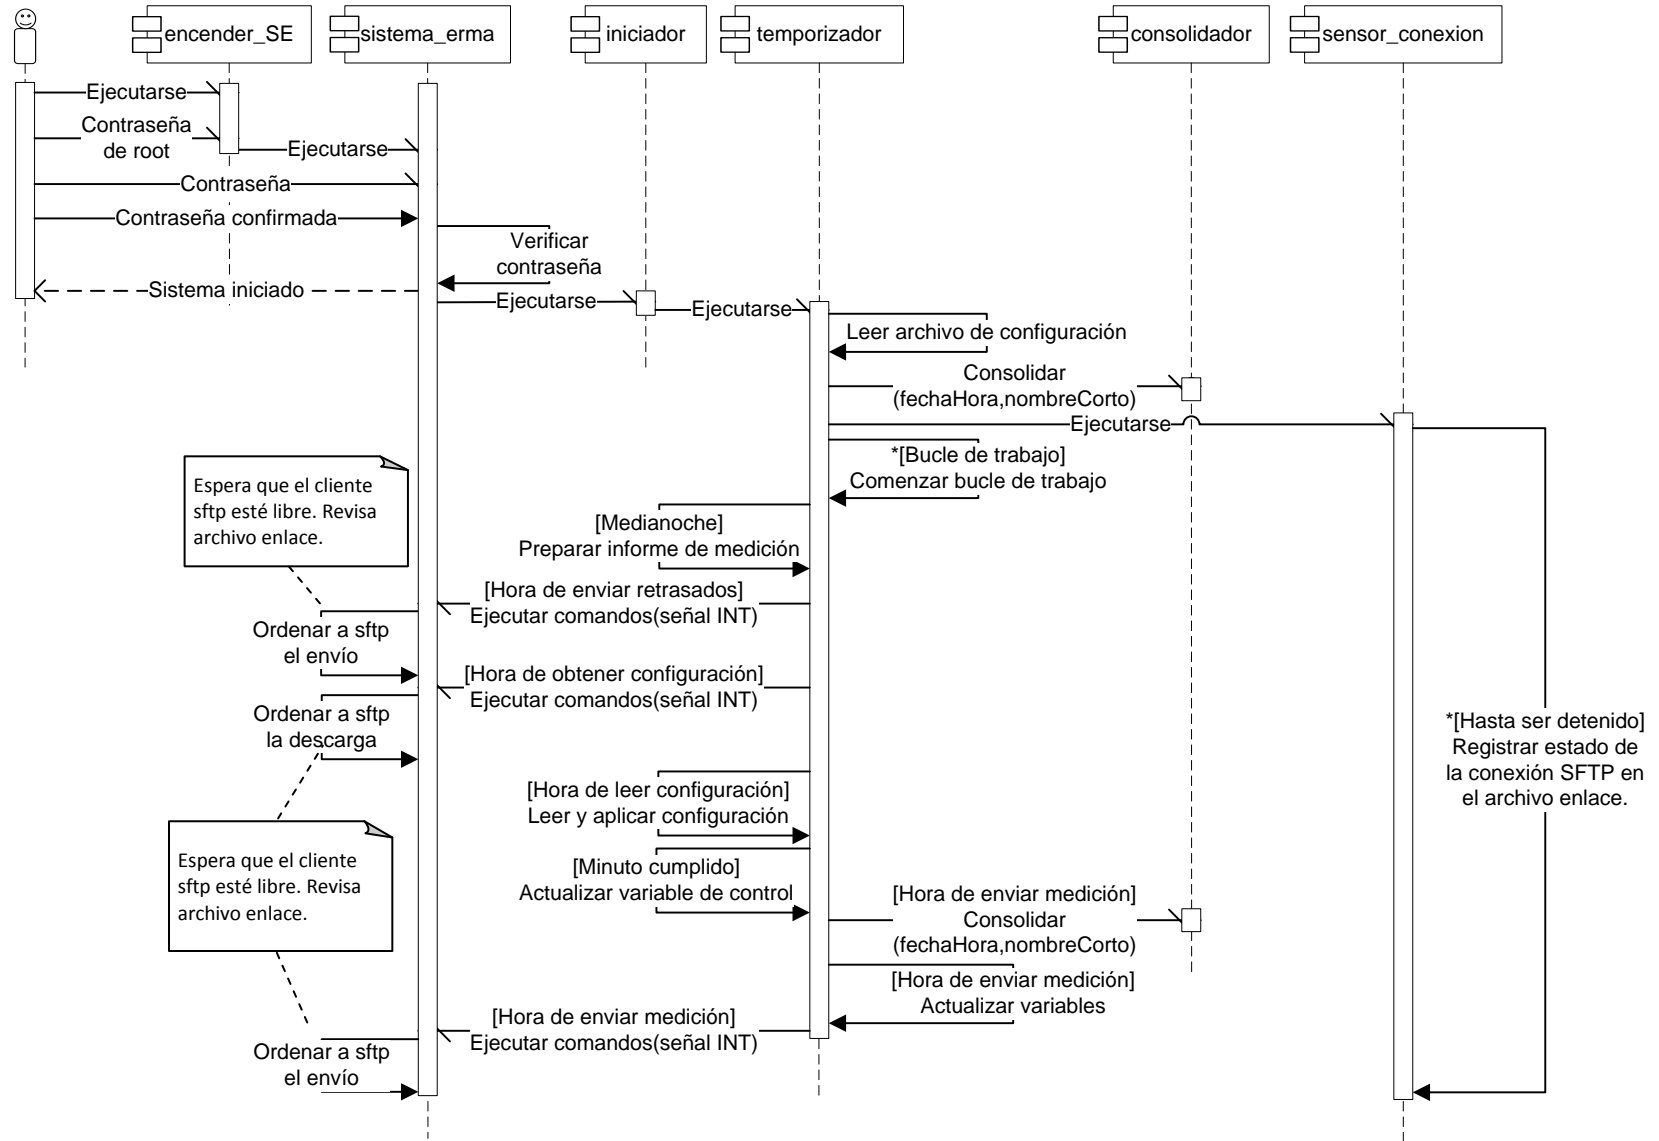 encender_SE
sistema_erma
iniciador
temporizador
consolidador
sensor_conexion
Ejecutarse
Contraseña
de root
Ejecutarse
Contraseña
Contraseña confirmada
Verificar
contraseña
Sistema iniciado
Ejecutarse
Ejecutarse
Leer archivo de configuración
Consolidar
(fechaHora,nombreCorto)
Ejecutarse
*[Bucle de trabajo]
Comenzar bucle de trabajo
Espera que el cliente
sftp esté libre. Revisa
archivo enlace.
[Medianoche]
Preparar informe de medición
[Hora de enviar retrasados]
Ejecutar comandos(señal INT)
Ordenar a sftp
el envío
[Hora de obtener configuración]
Ejecutar comandos(señal INT)
Ordenar a sftp
la descarga
*[Hasta ser detenido]
Registrar estado de
la conexión SFTP en
el archivo enlace.
[Hora de leer configuración]
Leer y aplicar configuración
Espera que el cliente
sftp esté libre. Revisa
archivo enlace.
[Minuto cumplido]
Actualizar variable de control
[Hora de enviar medición]
Consolidar
(fechaHora,nombreCorto)
[Hora de enviar medición]
Actualizar variables
[Hora de enviar medición]
Ejecutar comandos(señal INT)
Ordenar a sftp
el envío